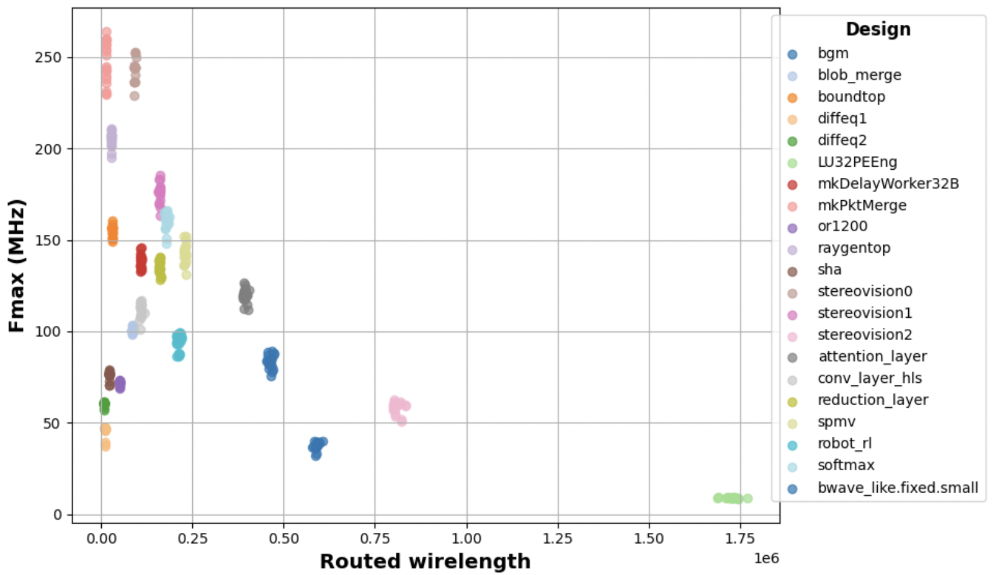 Fmax (MHz)
250
200
150
100
50
0
0.00 0.25 0.50 0.75 1.00 1.25 1.50 1.75
1e6
Routed wirelength
Design
bgm
blob_merge
boundtop
diffeq1
diffeq2
LU32PEEng
mkDelayWorker32B
mkPktMerge
or1200
raygentop
sha
stereovision0
stereovision1
stereovision2
attention_layer
conv_layer_hls
reduction_layer
spmv
robot_rl
softmax
bwave_like.fixed.small